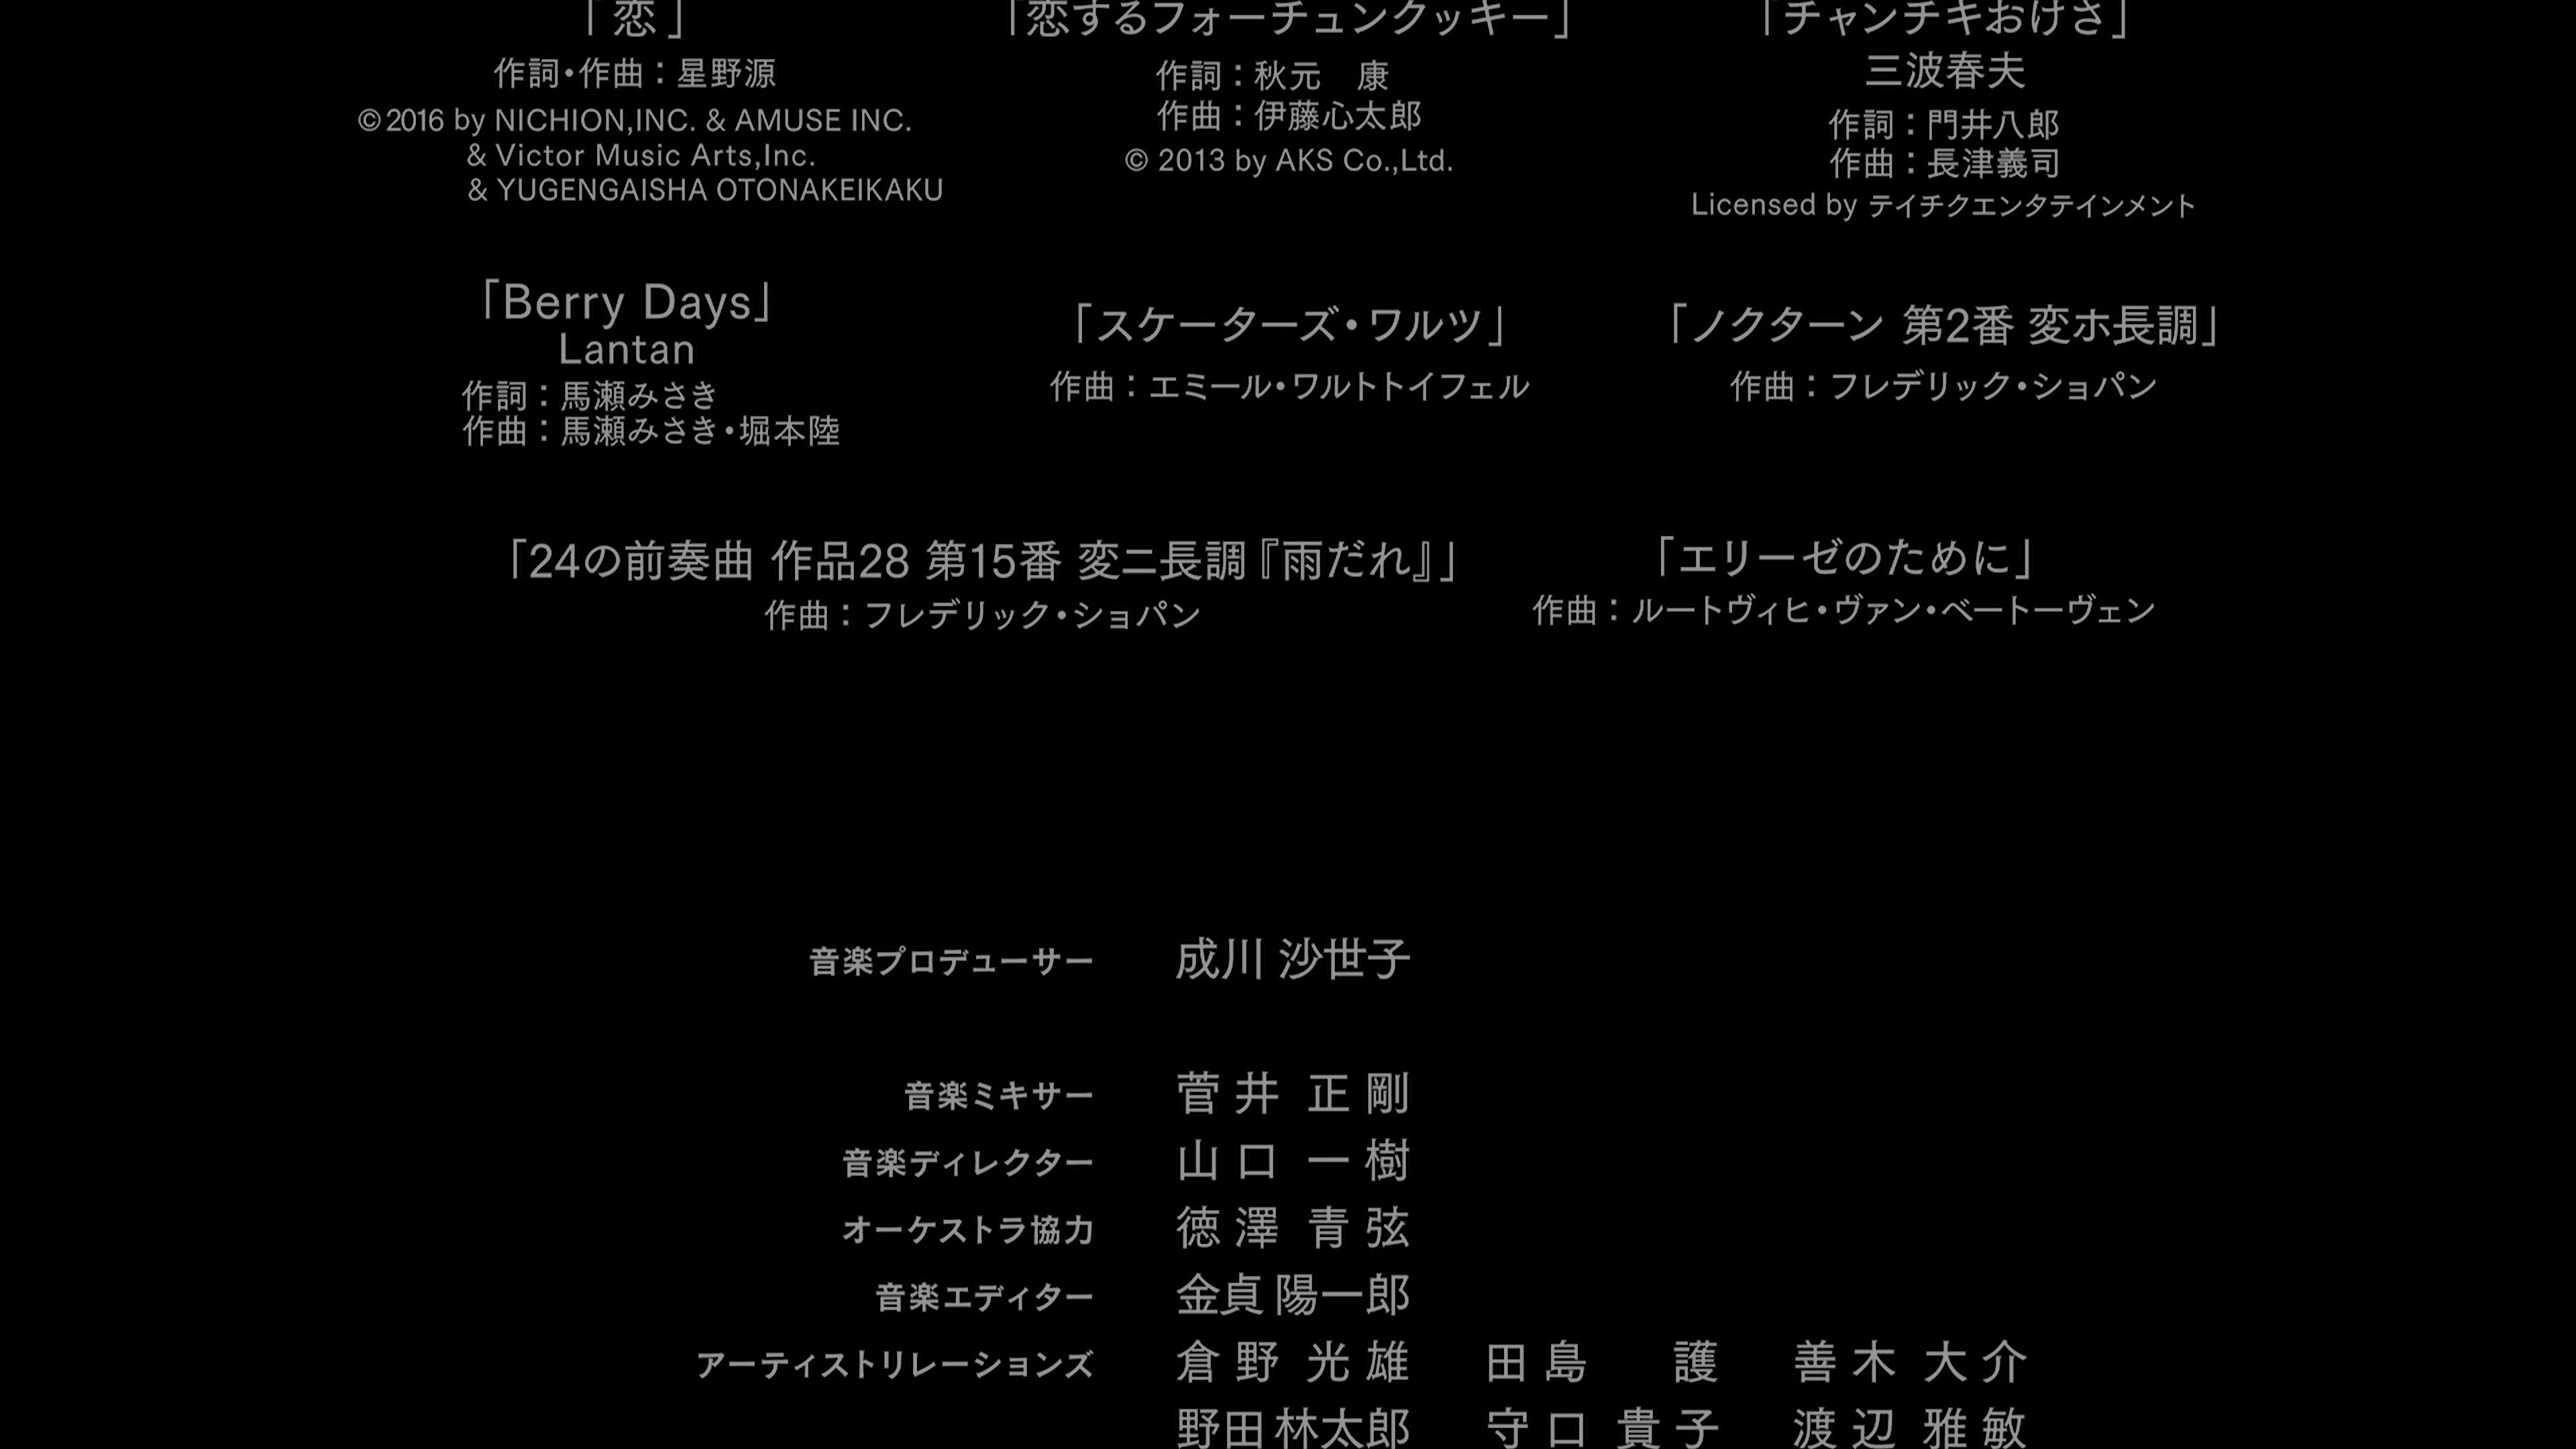 「恋」
作詞・作曲：星野源
©2016 by NICHION,INC. & AMUSE INC.
& Victor Music Arts,Inc.
& YUGENGAISHA OTONAKEIKAKU
「恋するフォーチュンクッキー」
作詞：秋元　康
作曲：伊藤心太郎
© 2013 by AKS Co.,Ltd.
「チャンチキおけさ」
三波春夫
作詞：門井八郎
作曲：長津義司
Licensed by テイチクエンタテインメント
「Berry Days」
Lantan
作詞：馬瀬みさき
作曲：馬瀬みさき・堀本陸
「スケーターズ・ワルツ」
作曲：エミール・ワルトトイフェル
「ノクターン 第2番 変ホ長調」
作曲：フレデリック・ショパン
「24の前奏曲 作品28 第15番 変ニ長調『雨だれ』」
作曲：フレデリック・ショパン
「エリーゼのために」
作曲：ルートヴィヒ・ヴァン・ベートーヴェン
音楽プロデューサー 成川 沙世子
音楽ミキサー 菅井 正剛
音楽ディレクター 山口 一樹
オーケストラ協力 徳澤 青弦
音楽エディター 金貞 陽一郎
アーティストリレーションズ 倉野 光雄 田島 護 善木 大介
野田 林太郎 守口 貴子 渡辺 雅敏